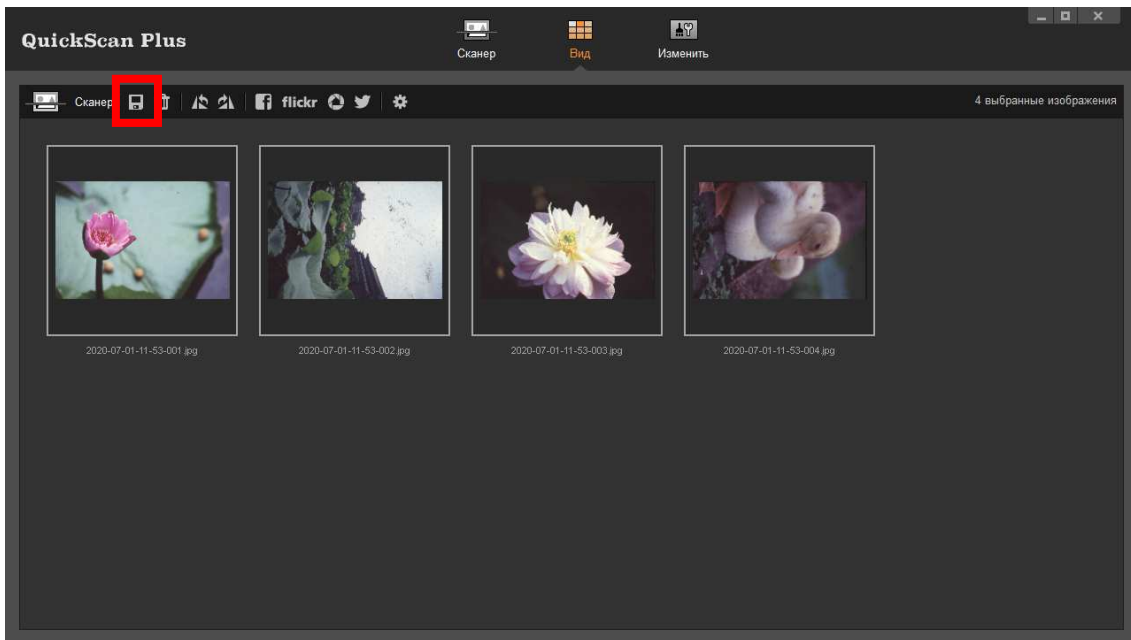 QuickScan Plus
Сканер
Вид
Изменить
Сканер
flickr
4 выбранные изображения
2020-07-01-11-53-001.jpg
2020-07-01-11-53-002.jpg
2020-07-01-11-53-003.jpg
2020-07-01-11-53-004.jpg